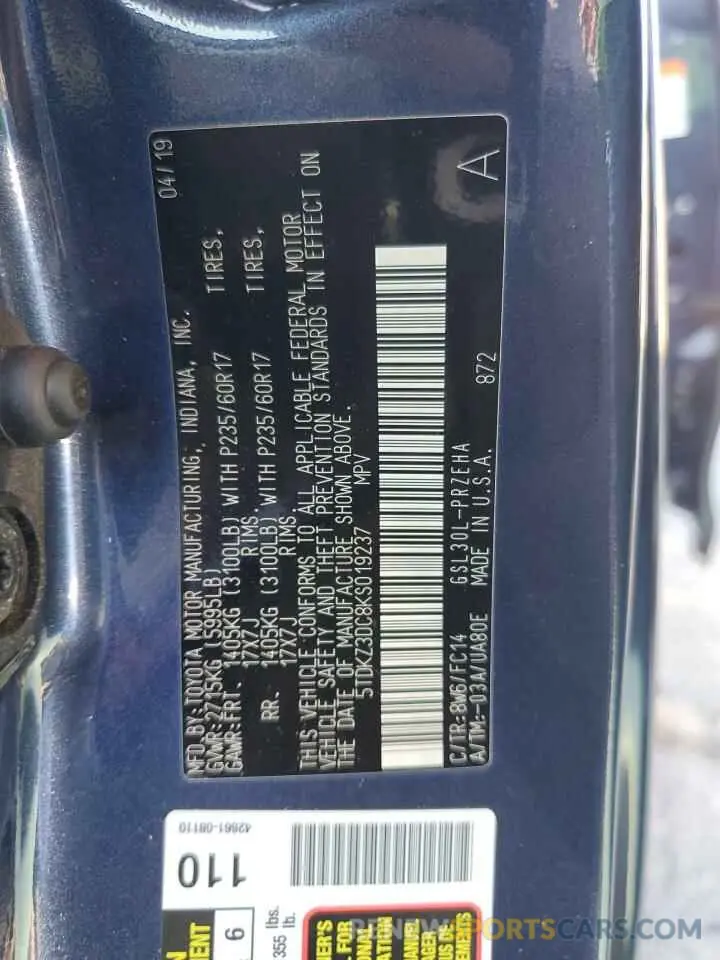 MFD.BY:TOYOTA MOTOR MANUFACTURING, INDIANA, INC. 04/19
GVWR:2715KG (5995LB)
GAWR:FRT. 1405KG (3100LB) WITH P235/60R17 TIRES,
17X7J RIMS.
RR. 1405KG (3100LB) WITH P235/60R17 TIRES,
17X7J RIMS.
THIS VEHICLE CONFORMS TO ALL APPLICABLE FEDERAL MOTOR
VEHICLE SAFETY AND THEFT PREVENTION STANDARDS IN EFFECT ON
THE DATE OF MANUFACTURE SHOWN ABOVE.
5TDKZ3DC8KS019237 MPV
C/TR:8W6/FC14 GSL30L-PRZEHA 872
A/TM:-03A/UA80E MADE IN U.S.A.
A
110
42661-08110
6
355 lbs.
lb.
RENEWSPORTSCARS.COM